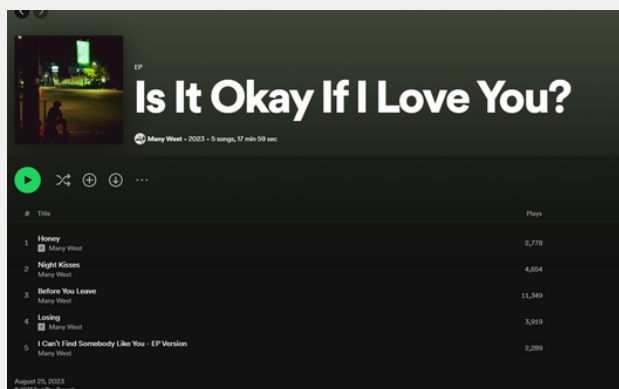 EP
Is It Okay If I Love You?
Many West • 2023 • 5 songs, 17 min 59 sec
# Title Plays
1 Honey 2,778
E Many West
2 Night Kisses 4,654
Many West
3 Before You Leave 11,349
Many West
4 Losing 3,919
E Many West
5 I Can't Find Somebody Like You - EP Version 2,289
Many West
August 25, 2023